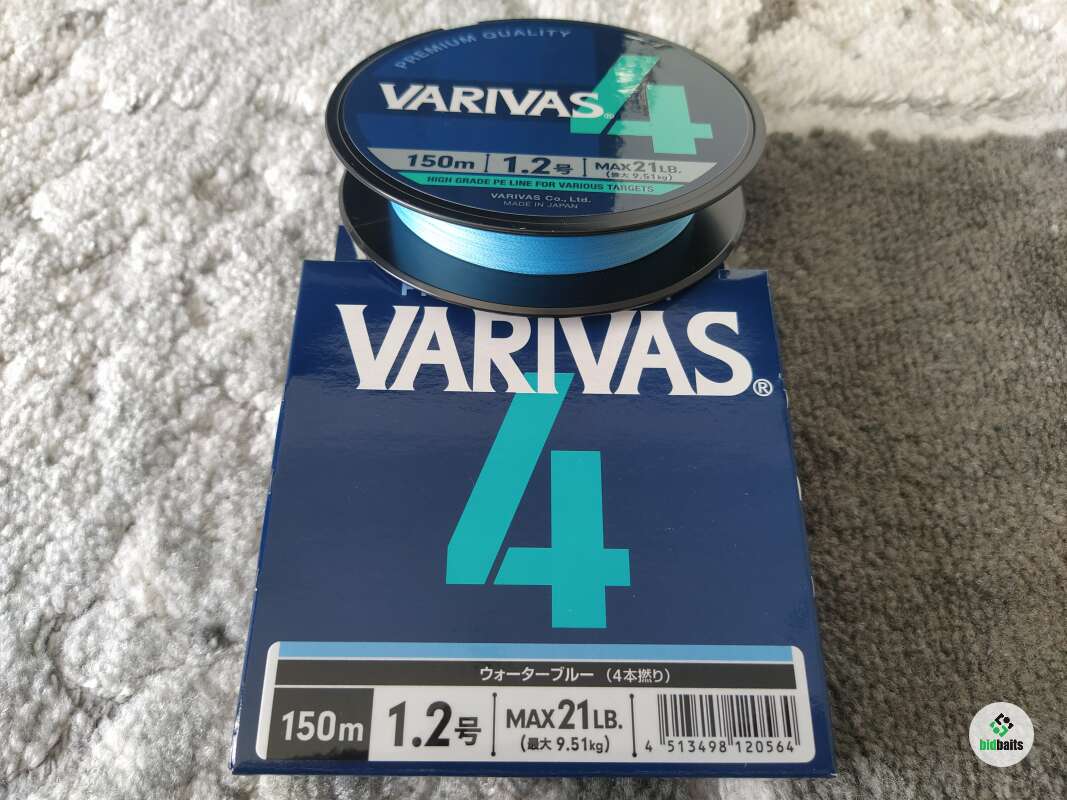 PREMIUM QUALITY
VARIVAS® 4
150m 1.2号 MAX21LB.
(最大 9.51kg)
HIGH GRADE PE LINE FOR VARIOUS TARGETS
VARIVAS Co., Ltd.
MADE IN JAPAN
VARIVAS®
4
ウォーターブルー (4本撚り)
150m 1.2号 MAX21LB.
(最大 9.51kg)
4 513498 120564
bidbaits